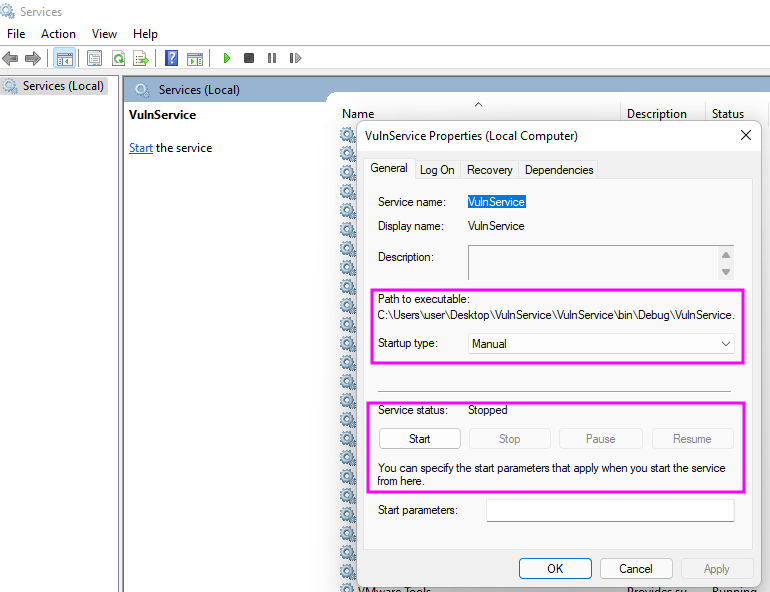 Services
File Action View Help
Services (Local)
Services (Local)
VulnService
Start the service
Name Description Status
VulnService Properties (Local Computer)
General Log On Recovery Dependencies
Service name: VulnService
Display name: VulnService
Description:
Path to executable:
C:\Users\user\Desktop\VulnService\VulnService\bin\Debug\VulnService.
Startup type: Manual
Service status: Stopped
Start Stop Pause Resume
You can specify the start parameters that apply when you start the service
from here.
Start parameters:
OK Cancel Apply
VMware Tools Provides su Running